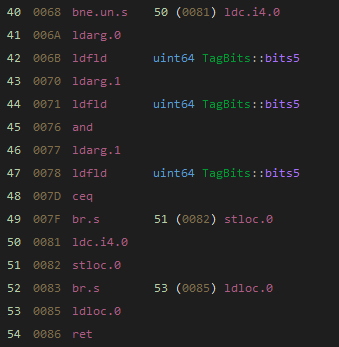 40 0068 bne.un.s 50 (0081) ldc.i4.0
41 006A ldarg.0
42 006B ldfld uint64 TagBits::bits5
43 0070 ldarg.1
44 0071 ldfld uint64 TagBits::bits5
45 0076 and
46 0077 ldarg.1
47 0078 ldfld uint64 TagBits::bits5
48 007D ceq
49 007F br.s 51 (0082) stloc.0
50 0081 ldc.i4.0
51 0082 stloc.0
52 0083 br.s 53 (0085) ldloc.0
53 0085 ldloc.0
54 0086 ret